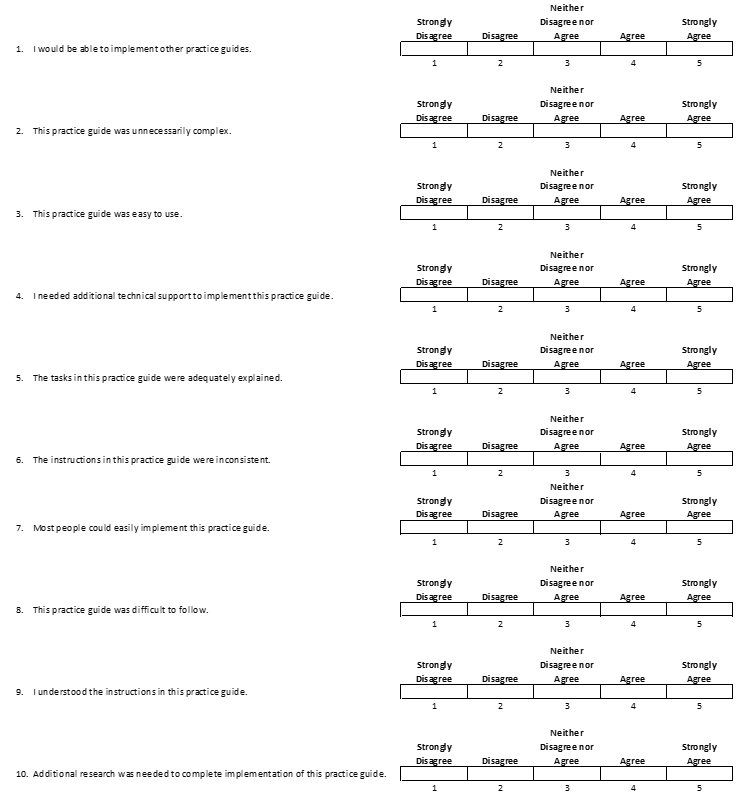 Neither
Strongly Disagree nor Strongly
Disagree Disagree Agree Agree Agree
1. I would be able to implement other practice guides.
1 2 3 4 5
Neither
Strongly Disagree nor Strongly
Disagree Disagree Agree Agree Agree
2. This practice guide was unnecessarily complex.
1 2 3 4 5
Neither
Strongly Disagree nor Strongly
Disagree Disagree Agree Agree Agree
3. This practice guide was easy to use.
1 2 3 4 5
Neither
Strongly Disagree nor Strongly
Disagree Disagree Agree Agree Agree
4. I needed additional technical support to implement this practice guide.
1 2 3 4 5
Neither
Strongly Disagree nor Strongly
Disagree Disagree Agree Agree Agree
5. The tasks in this practice guide were adequately explained.
1 2 3 4 5
Neither
Strongly Disagree nor Strongly
Disagree Disagree Agree Agree Agree
6. The instructions in this practice guide were inconsistent.
1 2 3 4 5
Neither
Strongly Disagree nor Strongly
Disagree Disagree Agree Agree Agree
7. Most people could easily implement this practice guide.
1 2 3 4 5
Neither
Strongly Disagree nor Strongly
Disagree Disagree Agree Agree Agree
8. This practice guide was difficult to follow.
1 2 3 4 5
Neither
Strongly Disagree nor Strongly
Disagree Disagree Agree Agree Agree
9. I understood the instructions in this practice guide.
1 2 3 4 5
Neither
Strongly Disagree nor Strongly
Disagree Disagree Agree Agree Agree
10. Additional research was needed to complete implementation of this practice guide.
1 2 3 4 5